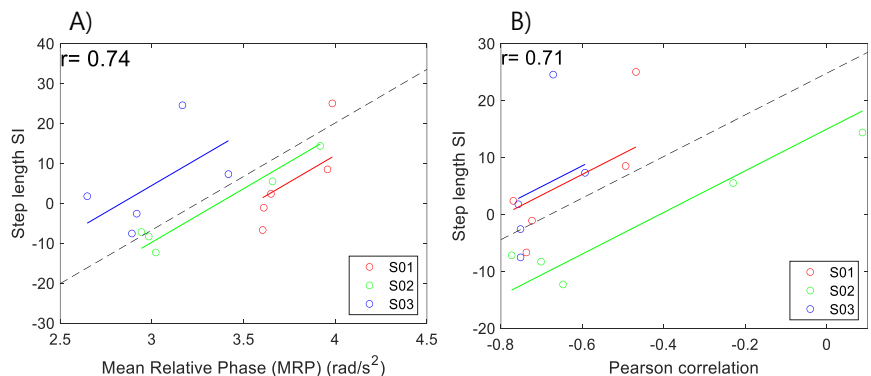 A)
r= 0.74
Step length SI
40
30
20
10
0
-10
-20
-30
2.5 3 3.5 4 4.5
Mean Relative Phase (MRP) (rad/s²)
S01
S02
S03
B)
r= 0.71
Step length SI
30
20
10
0
-10
-20
-0.8 -0.6 -0.4 -0.2 0
Pearson correlation
S01
S02
S03